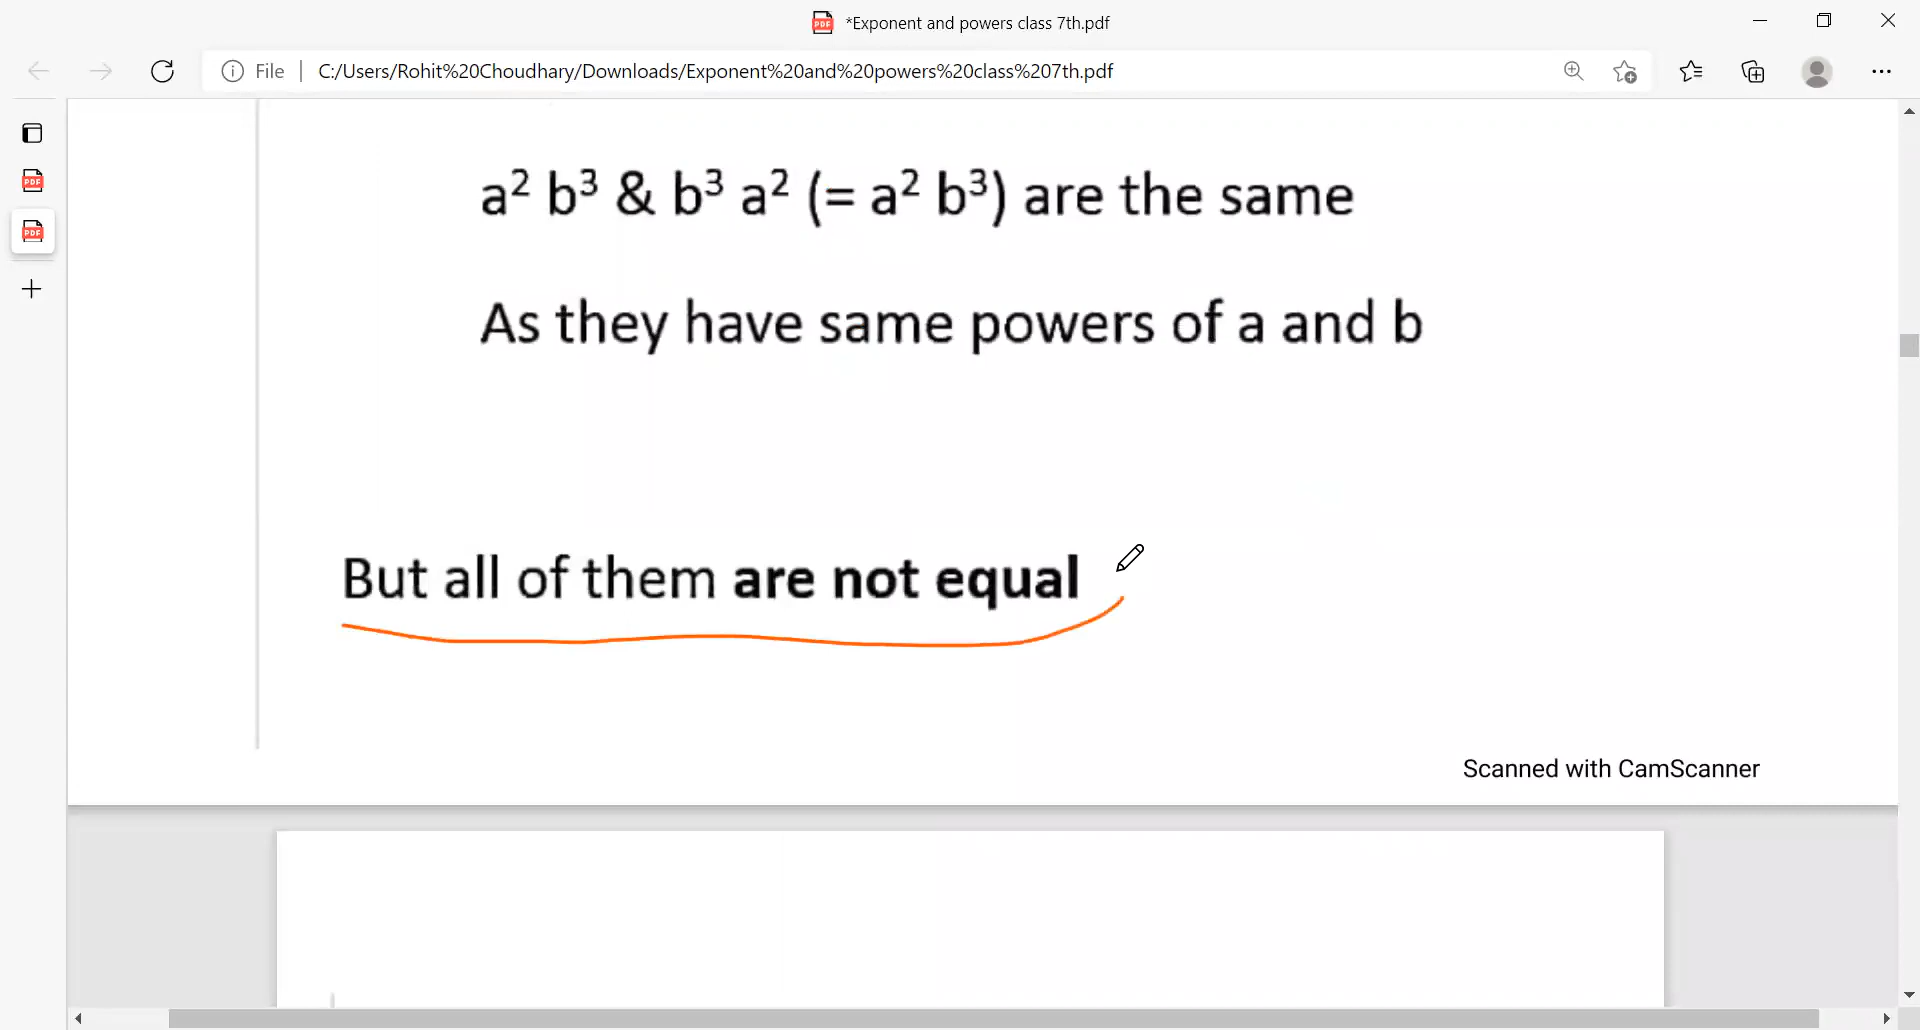 *Exponent and powers class 7th.pdf
File | C:/Users/Rohit%20Choudhary/Downloads/Exponent%20and%20powers%20class%207th.pdf
a² b³ & b³ a² (= a² b³) are the same
As they have same powers of a and b
But all of them are not equal
Scanned with CamScanner